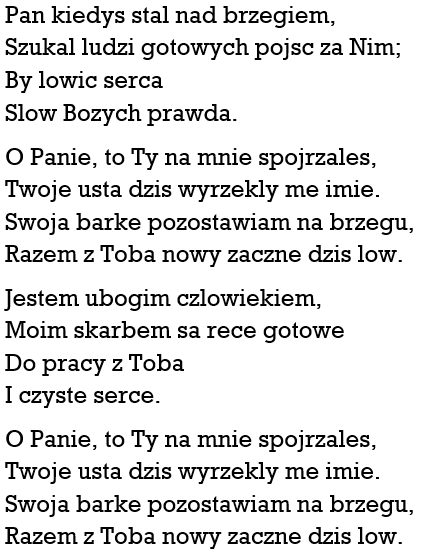 Pan kiedys stal nad brzegiem,
Szukal ludzi gotowych pojsc za Nim;
By lowic serca
Slow Bozych prawda.
O Panie, to Ty na mnie spojrzales,
Twoje usta dzis wyrzekly me imie.
Swoja barke pozostawiam na brzegu,
Razem z Toba nowy zaczne dzis low.
Jestem ubogim czlowiekiem,
Moim skarbem sa rece gotowe
Do pracy z Toba
I czyste serce.
O Panie, to Ty na mnie spojrzales,
Twoje usta dzis wyrzekly me imie.
Swoja barke pozostawiam na brzegu,
Razem z Toba nowy zaczne dzis low.